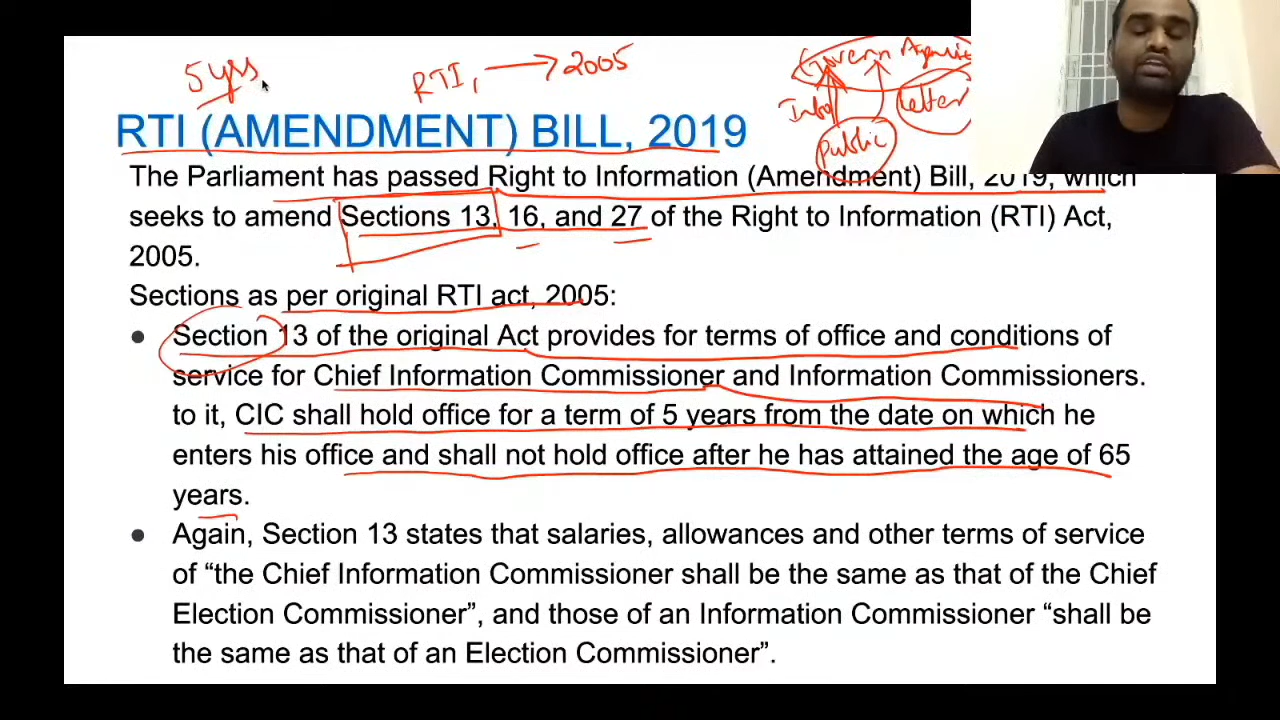 5 yrs
RTI, → 2005
Govern
Info
letter
public
RTI (AMENDMENT) BILL, 2019
The Parliament has passed Right to Information (Amendment) Bill, 2019, which
seeks to amend Sections 13, 16, and 27 of the Right to Information (RTI) Act,
2005.
Sections as per original RTI act, 2005:
● Section 13 of the original Act provides for terms of office and conditions of
service for Chief Information Commissioner and Information Commissioners.
to it, CIC shall hold office for a term of 5 years from the date on which he
enters his office and shall not hold office after he has attained the age of 65
years.
● Again, Section 13 states that salaries, allowances and other terms of service
of “the Chief Information Commissioner shall be the same as that of the Chief
Election Commissioner”, and those of an Information Commissioner “shall be
the same as that of an Election Commissioner”.